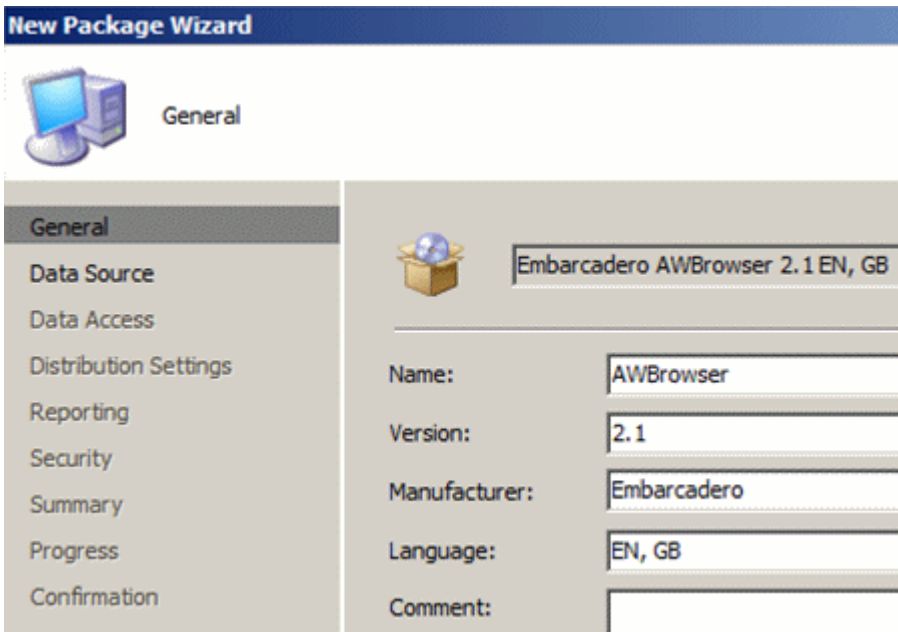 New Package Wizard
General
General
Data Source
Data Access
Distribution Settings
Reporting
Security
Summary
Progress
Confirmation
Embarcadero AWBrowser 2.1 EN, GB
Name: AWBrowser
Version: 2.1
Manufacturer: Embarcadero
Language: EN, GB
Comment: